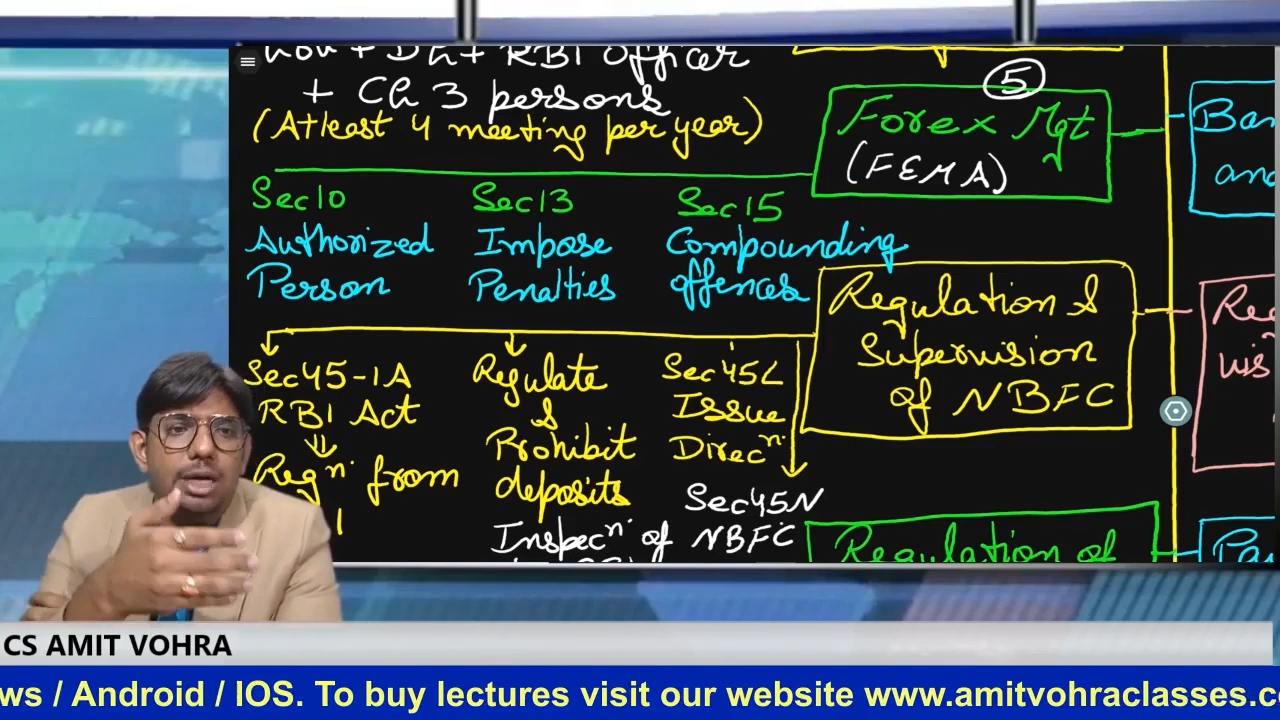 + RBI Officer
+ Ch 3 persons
(Atleast 4 meeting per year)
5
Forex Mgt
(FEMA)
Sec10
Authorized
Person
Sec13
Impose
Penalties
Sec15
Compounding
offences
Regulation &
Supervision
of NBFC
Sec45-1A
RBI Act
Regn. from
Regulate
&
Prohibit
deposits
Sec45L
Issue
Direcn.
Sec45N
Inspecn. of NBFC
Regulation of
CS AMIT VOHRA
ws / Android / IOS. To buy lectures visit our website www.amitvohraclasses.c